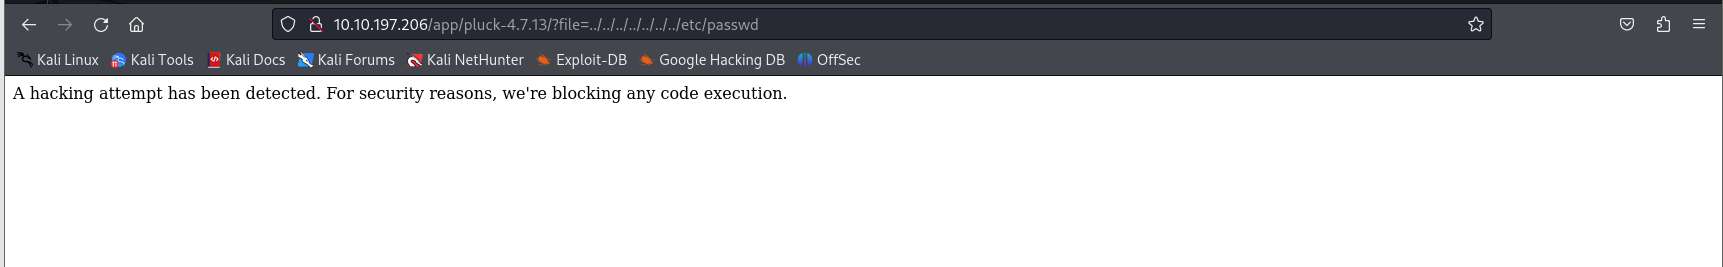 10.10.197.206/app/pluck-4.7.13/?file=../../../../../../../etc/passwd
Kali Linux Kali Tools Kali Docs Kali Forums Kali NetHunter Exploit-DB Google Hacking DB OffSec
A hacking attempt has been detected. For security reasons, we're blocking any code execution.